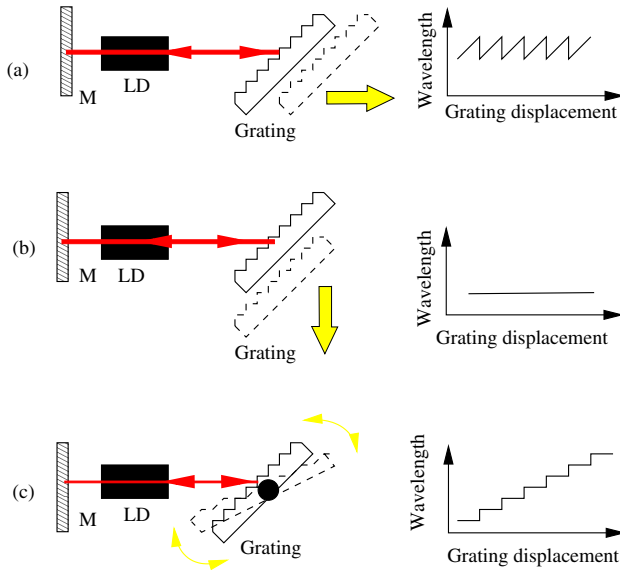 (a)
M
LD
Grating
Wavelength
Grating displacement
(b)
M
LD
Grating
Wavelength
Grating displacement
(c)
M
LD
Grating
Wavelength
Grating displacement